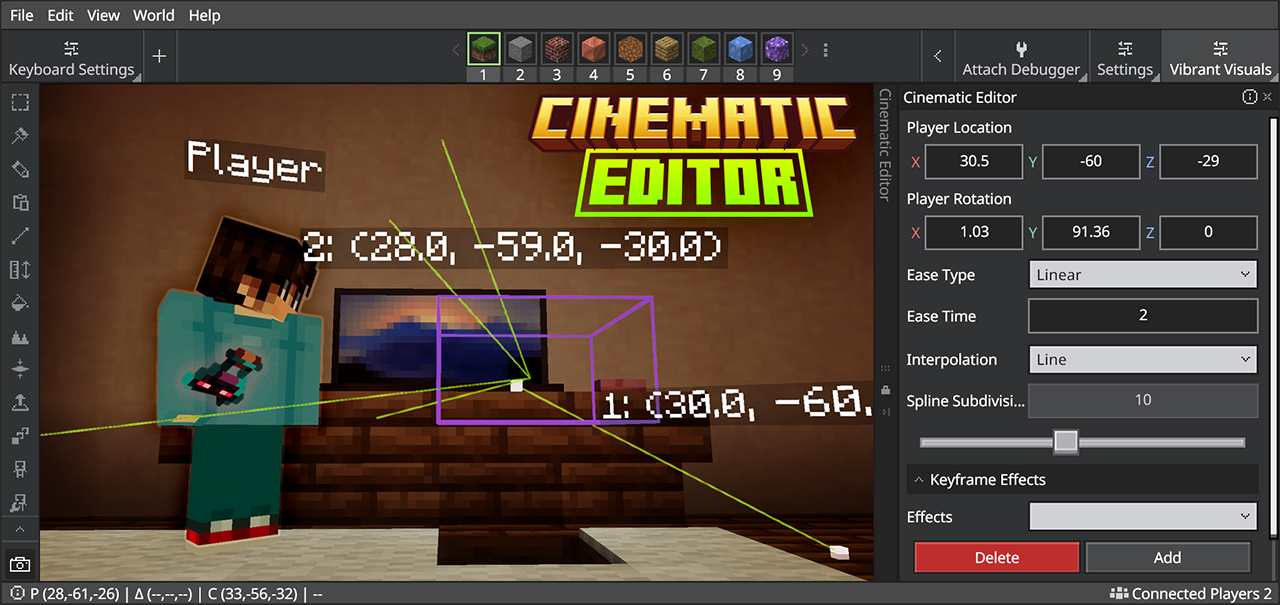 File Edit View World Help
Keyboard Settings
1 2 3 4 5 6 7 8 9
Attach Debugger
Settings
Vibrant Visuals
CINEMATIC
EDITOR
Player
2: (28.0, -59.0, -30.0)
1: (30.0, -60.
Cinematic Editor
Cinematic Editor
Player Location
X 30.5 Y -60 Z -29
Player Rotation
X 1.03 Y 91.36 Z 0
Ease Type Linear
Ease Time 2
Interpolation Line
Spline Subdivisi... 10
Keyframe Effects
Effects
Delete Add
P (28,-61,-26) | Δ (--,--,--) | C (33,-56,-32) | --
Connected Players 2